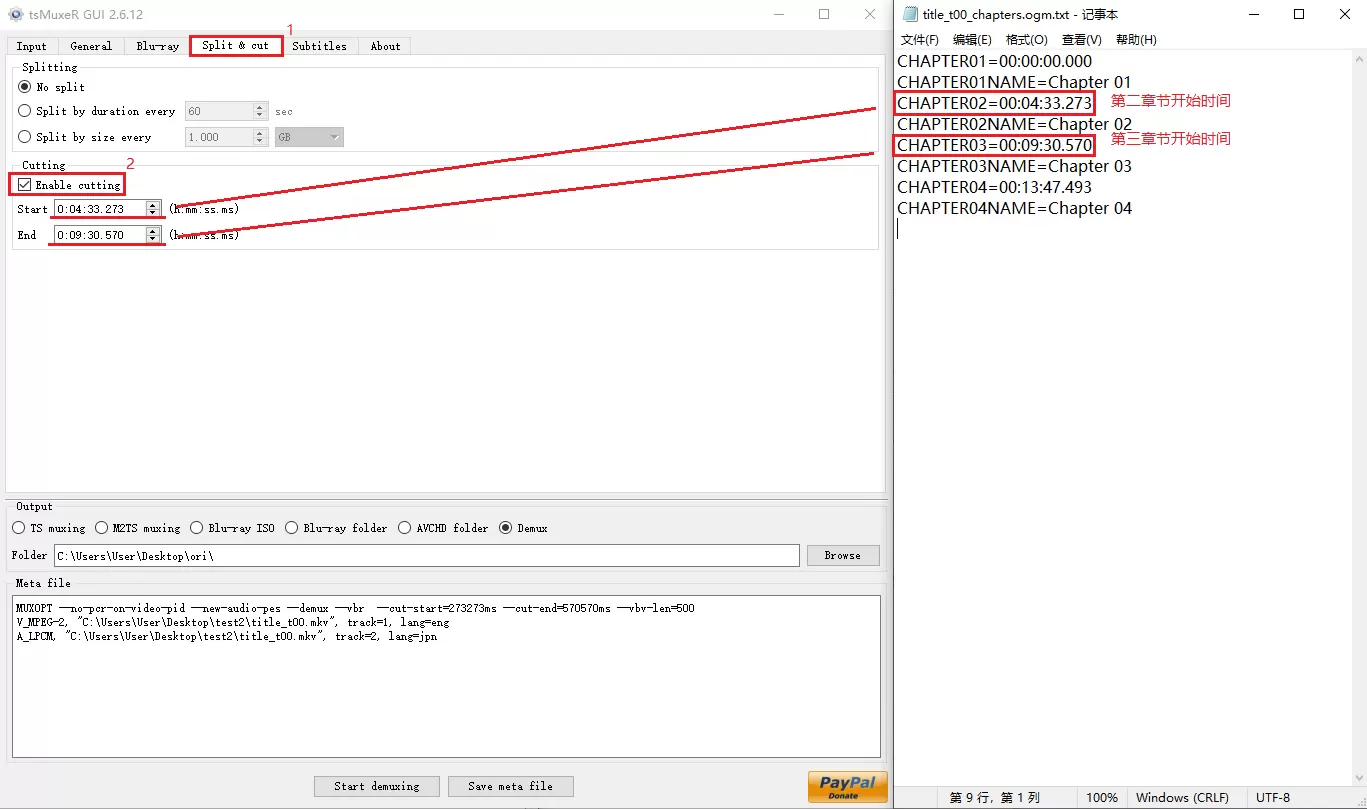 tsMuxeR GUI 2.6.12
1
Input General Blu-ray Split & cut Subtitles About
Splitting
No split
Split by duration every 60 sec
Split by size every 1.000 GB
Cutting 2
Enable cutting
Start 0:04:33.273 (h:mm:ss.ms)
End 0:09:30.570 (h:mm:ss.ms)
Output
TS muxing M2TS muxing Blu-ray ISO Blu-ray folder AVCHD folder Demux
Folder C:\Users\User\Desktop\ori\ Browse
Meta file
MUXOPT --no-pcr-on-video-pid --new-audio-pes --demux --vbr --cut-start=273273ms --cut-end=570570ms --vbv-len=500
V_MPEG-2, "C:\Users\User\Desktop\test2\title_t00.mkv", track=1, lang=eng
A_LPCM, "C:\Users\User\Desktop\test2\title_t00.mkv", track=2, lang=jpn
Start demuxing Save meta file
PayPal
Donate
title_t00_chapters.ogm.txt - 记事本
文件(F) 编辑(E) 格式(O) 查看(V) 帮助(H)
CHAPTER01=00:00:00.000
CHAPTER01NAME=Chapter 01
CHAPTER02=00:04:33.273 第二章节开始时间
CHAPTER02NAME=Chapter 02
CHAPTER03=00:09:30.570 第三章节开始时间
CHAPTER03NAME=Chapter 03
CHAPTER04=00:13:47.493
CHAPTER04NAME=Chapter 04
第 9 行，第 1 列 100% Windows (CRLF) UTF-8